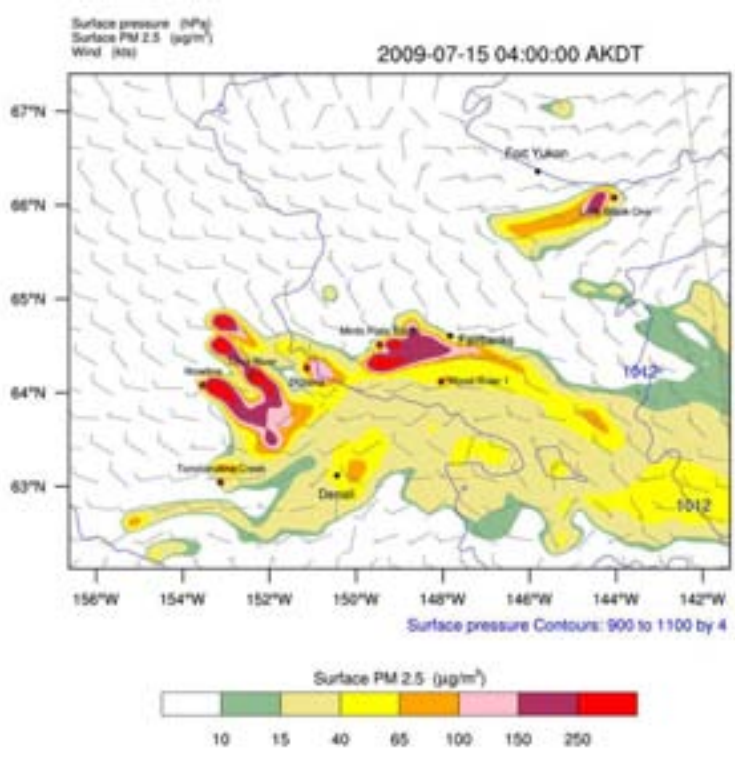 Surface pressure (hPa)
Surface PM 2.5 (µg/m³)
Wind (kts)
2009-07-15 04:00:00 AKDT
67°N
66°N
65°N
64°N
63°N
Fort Yukon
Fairbanks
Wood River 1
Denali
1012
1012
156°W 154°W 152°W 150°W 148°W 146°W 144°W 142°W
Surface pressure Contours: 900 to 1100 by 4
Surface PM 2.5 (µg/m³)
10 15 40 65 100 150 250